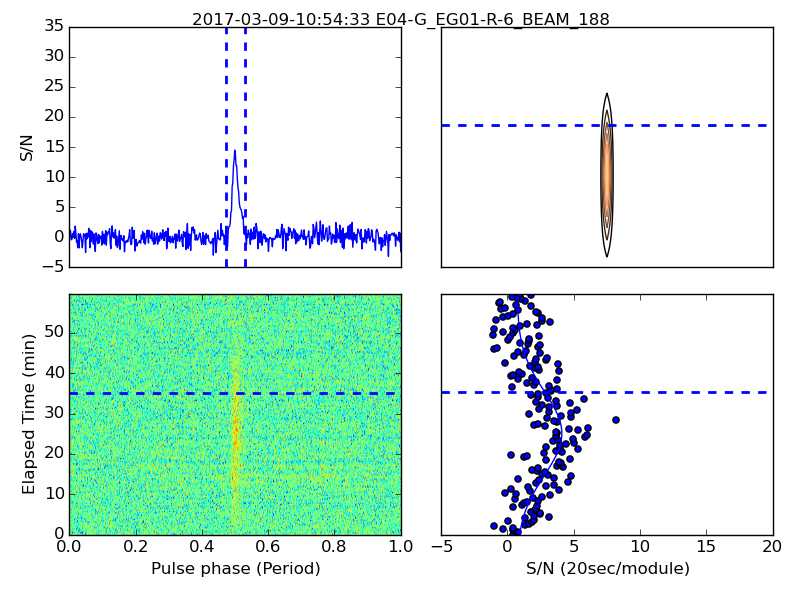 2017-03-09-10:54:33 E04-G_EG01-R-6_BEAM_188
35
30
25
20
15
10
5
0
−5
S/N
50
40
30
20
10
0
Elapsed Time (min)
0.0 0.2 0.4 0.6 0.8 1.0
Pulse phase (Period)
−5 0 5 10 15 20
S/N (20sec/module)